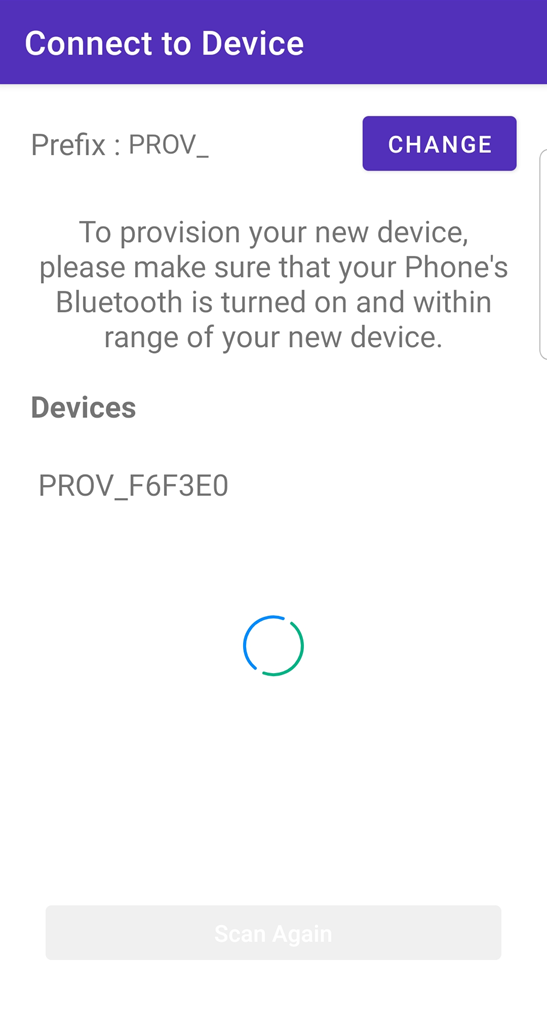 Connect to Device
Prefix : PROV_
CHANGE
To provision your new device,
please make sure that your Phone's
Bluetooth is turned on and within
range of your new device.
Devices
PROV_F6F3E0
Scan Again